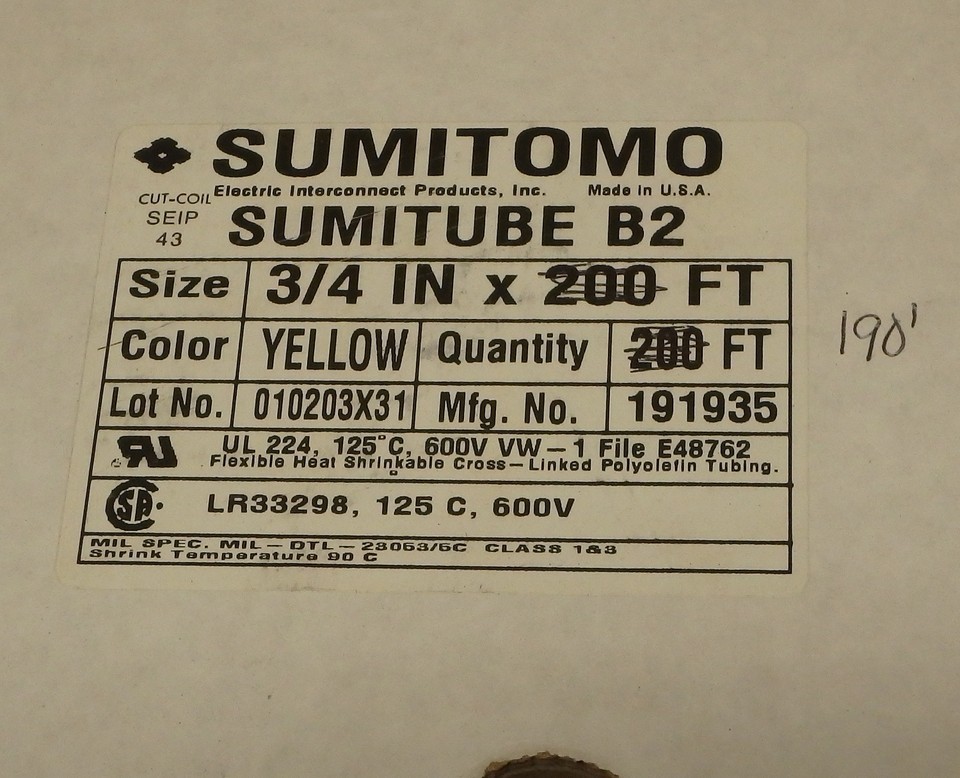 SUMITOMO
Electric Interconnect Products, Inc. Made in U.S.A.
CUT-COIL
SEIP
43
SUMITUBE B2
Size 3/4 IN x 200 FT
Color YELLOW Quantity 200 FT
190'
Lot No. 010203X31 Mfg. No. 191935
UL 224, 125°C, 600V VW-1 File E48762
Flexible Heat Shrinkable Cross-Linked Polyolefin Tubing.
LR33298, 125 C, 600V
MIL SPEC. MIL-DTL-23053/5C CLASS 1&3
Shrink Temperature 90 C